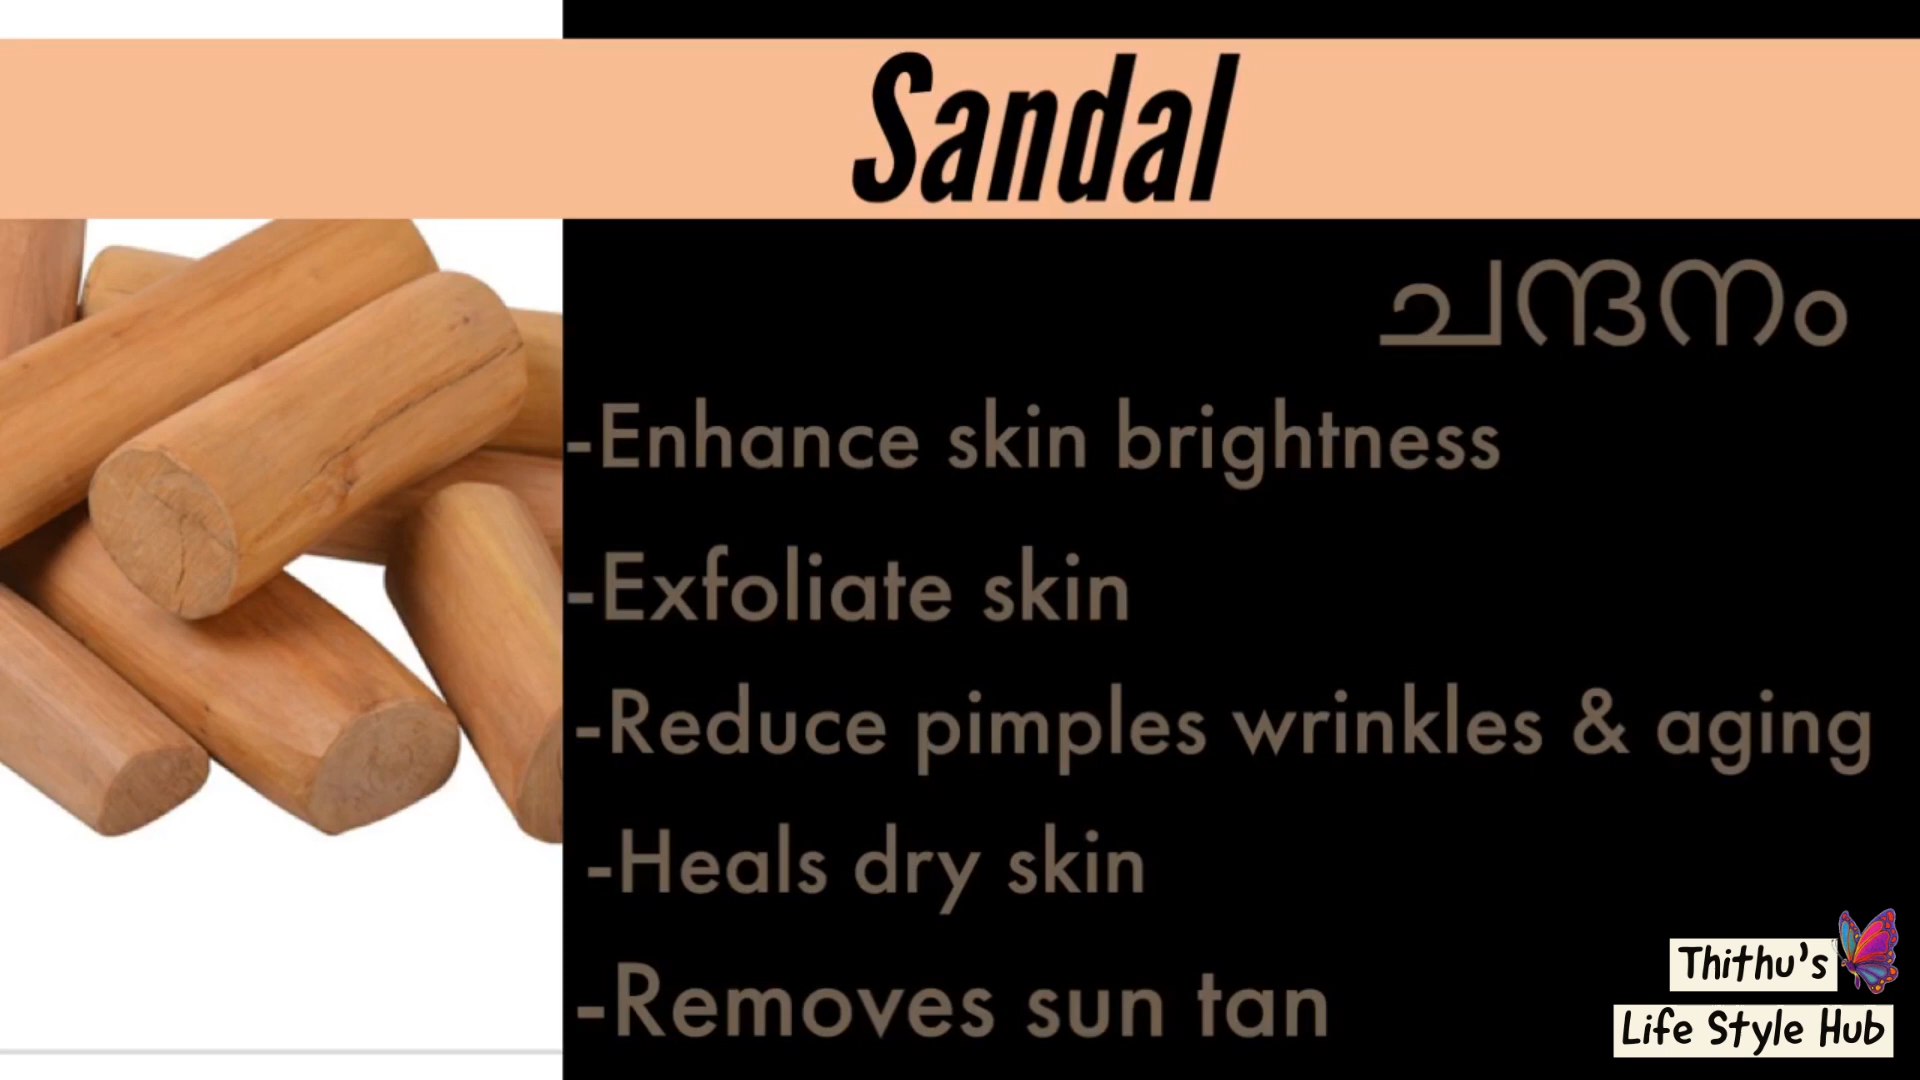 Sandal
ചന്ദനം
-Enhance skin brightness
-Exfoliate skin
-Reduce pimples wrinkles & aging
-Heals dry skin
-Removes sun tan
Thithu's
Life Style Hub